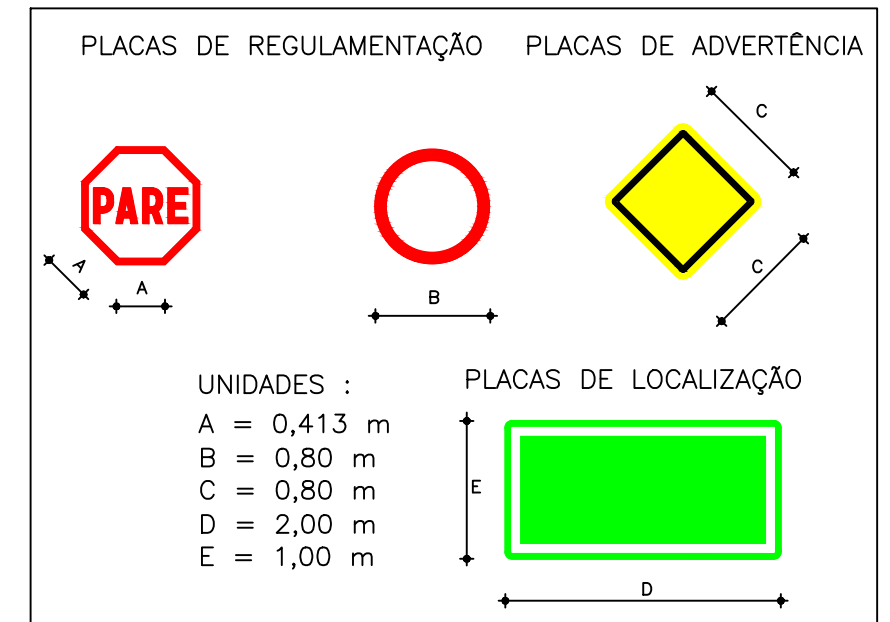 PLACAS DE REGULAMENTAÇÃO
PLACAS DE ADVERTÊNCIA
PARE
A
A
B
C
C
UNIDADES :
A = 0,413 m
B = 0,80 m
C = 0,80 m
D = 2,00 m
E = 1,00 m
PLACAS DE LOCALIZAÇÃO
E
D